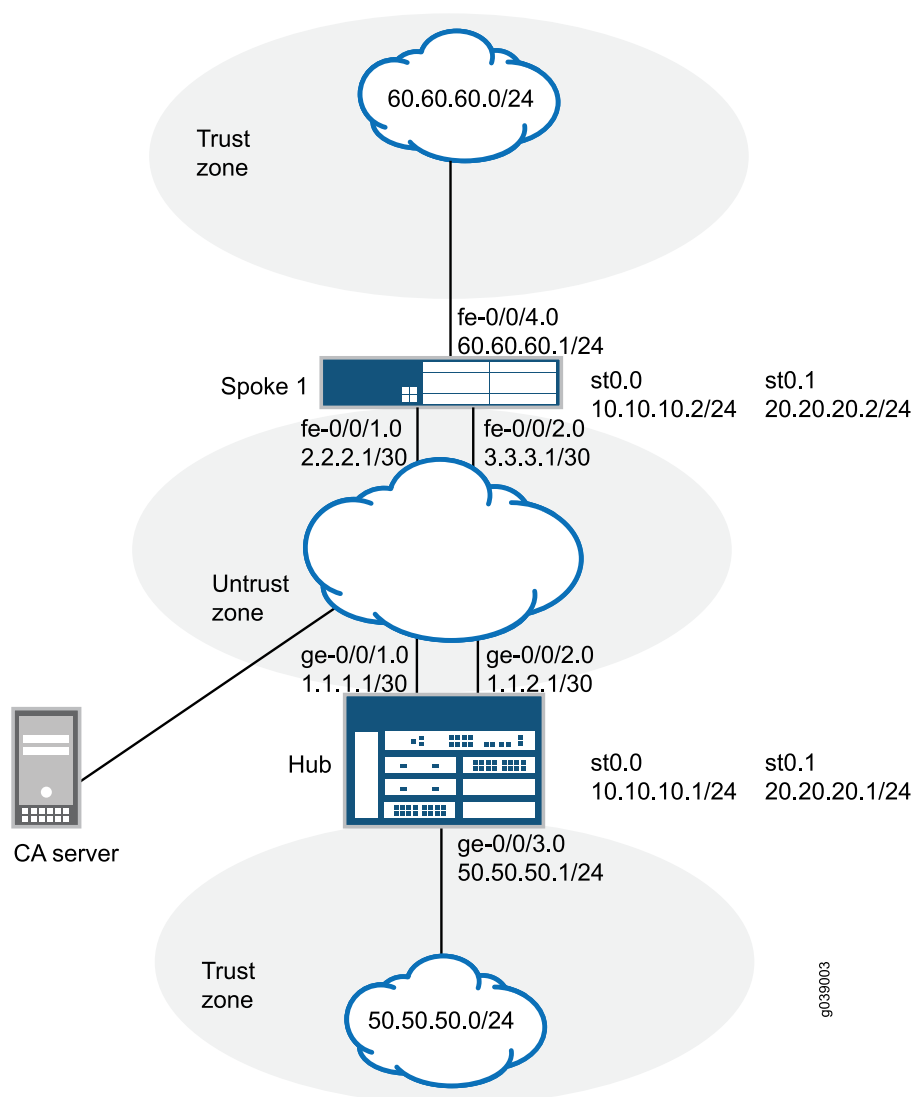 60.60.60.0/24
Trust
zone
fe-0/0/4.0
60.60.60.1/24
Spoke 1
st0.0
10.10.10.2/24
st0.1
20.20.20.2/24
fe-0/0/1.0
2.2.2.1/30
fe-0/0/2.0
3.3.3.1/30
Untrust
zone
ge-0/0/1.0
1.1.1.1/30
ge-0/0/2.0
1.1.2.1/30
Hub
st0.0
10.10.10.1/24
st0.1
20.20.20.1/24
CA server
ge-0/0/3.0
50.50.50.1/24
Trust
zone
50.50.50.0/24
g039003